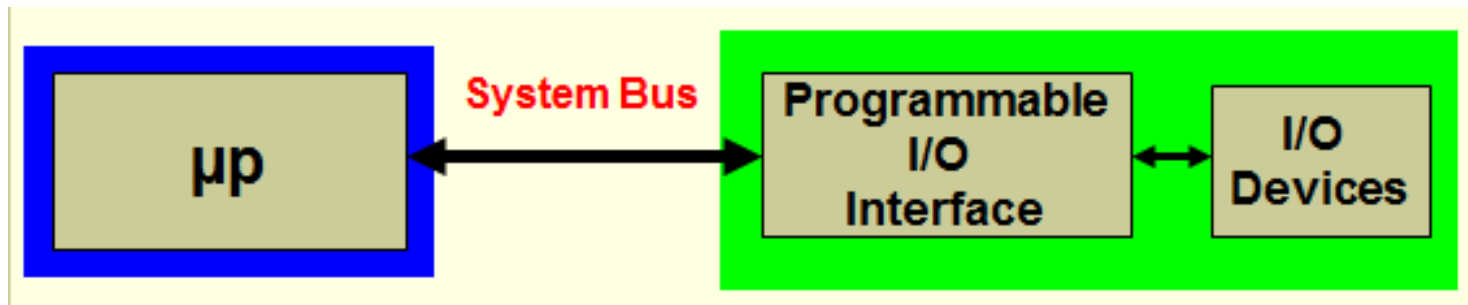 µp
System Bus
Programmable
I/O
Interface
I/O
Devices